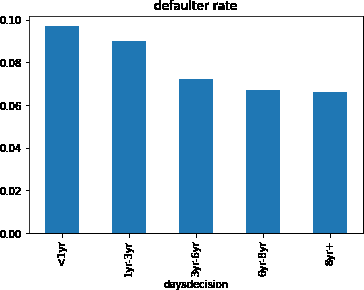 defaulter rate
0.10
0.08
0.06
0.04
0.02
0.00
<1yr
1yr-3yr
3yr-6yr
6yr-8yr
8yr+
daysdecision